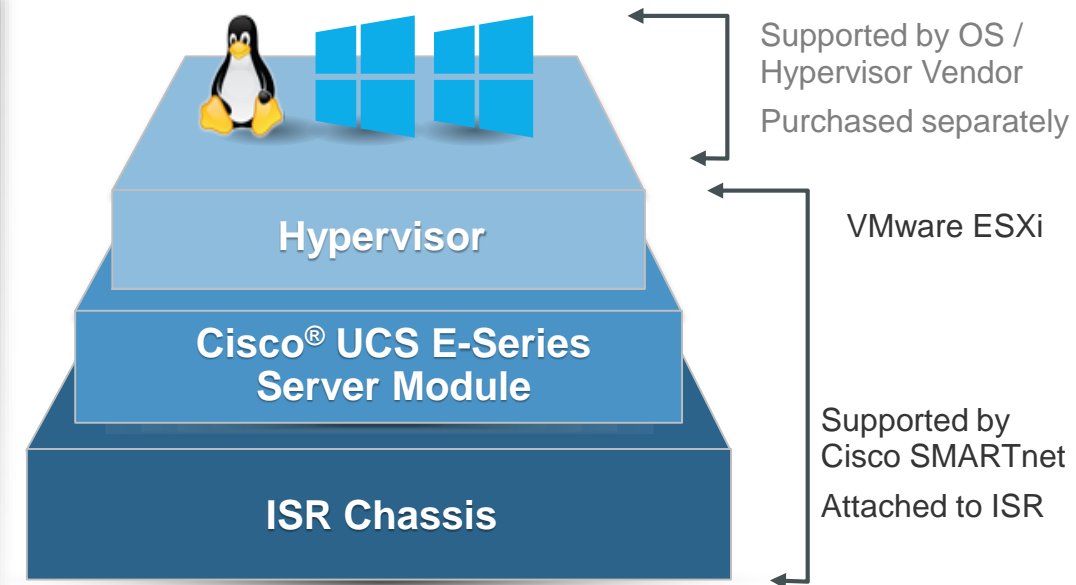 Supported by OS /
Hypervisor Vendor
Purchased separately
Hypervisor
VMware ESXi
Cisco® UCS E-Series
Server Module
Supported by
Cisco SMARTnet
Attached to ISR
ISR Chassis